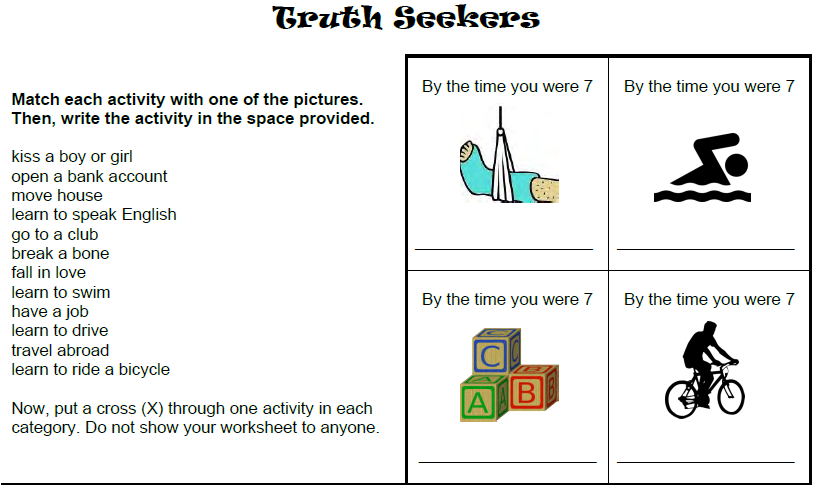 Truth Seekers
Match each activity with one of the pictures.
Then, write the activity in the space provided.
kiss a boy or girl
open a bank account
move house
learn to speak English
go to a club
break a bone
fall in love
learn to swim
have a job
learn to drive
travel abroad
learn to ride a bicycle
Now, put a cross (X) through one activity in each
category. Do not show your worksheet to anyone.
By the time you were 7
By the time you were 7
By the time you were 7
C
A B
By the time you were 7